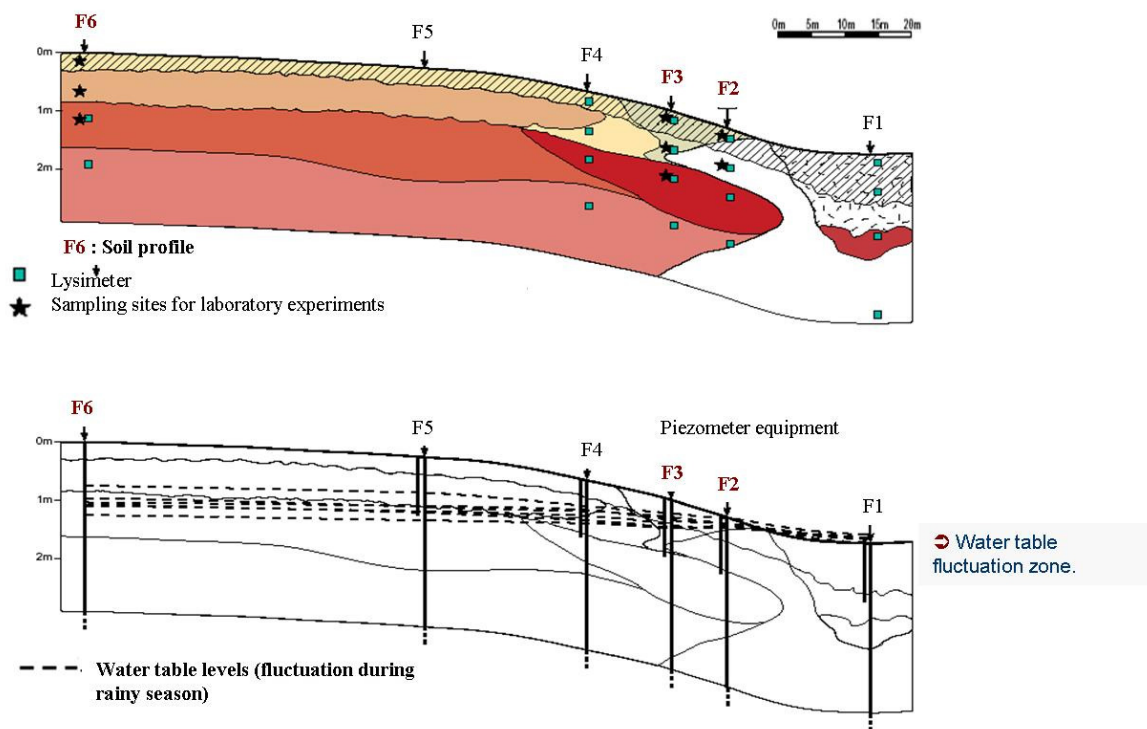 F6
F5
F4
F3
F2
F1
0m 5m 10m 15m 20m
0m
1m
2m
F6 : Soil profile
Lysimeter
Sampling sites for laboratory experiments
F6
F5
F4
Piezometer equipment
F3
F2
F1
0m
1m
2m
➲ Water table
fluctuation zone.
Water table levels (fluctuation during
rainy season)